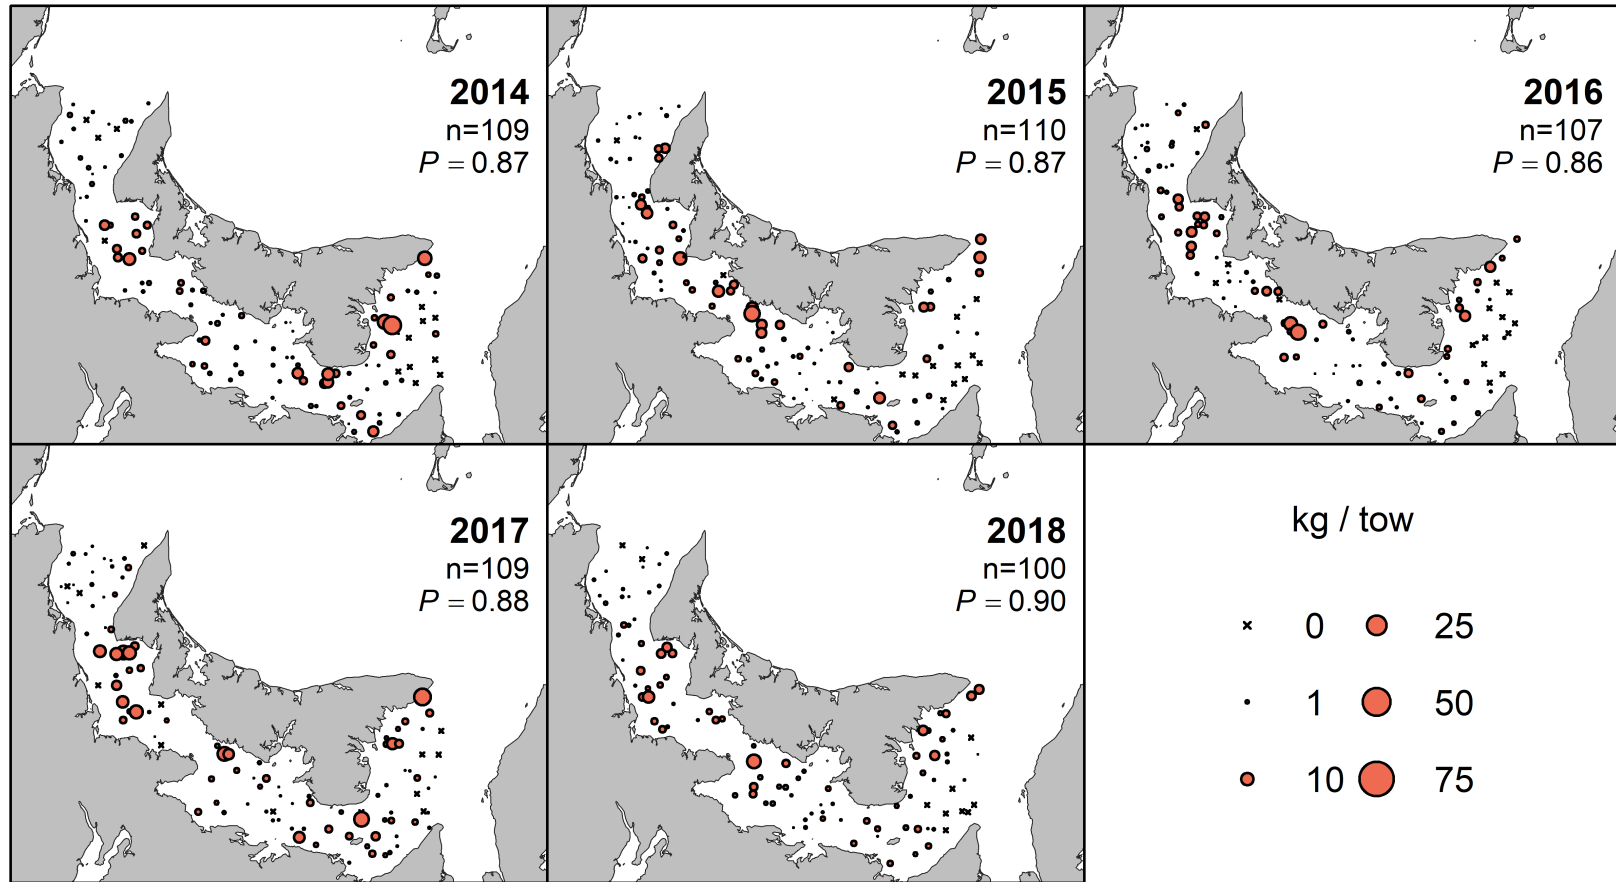 2014
n=109
P = 0.87
2015
n=110
P = 0.87
2016
n=107
P = 0.86
2017
n=109
P = 0.88
2018
n=100
P = 0.90
kg / tow
0 25
1 50
10 75